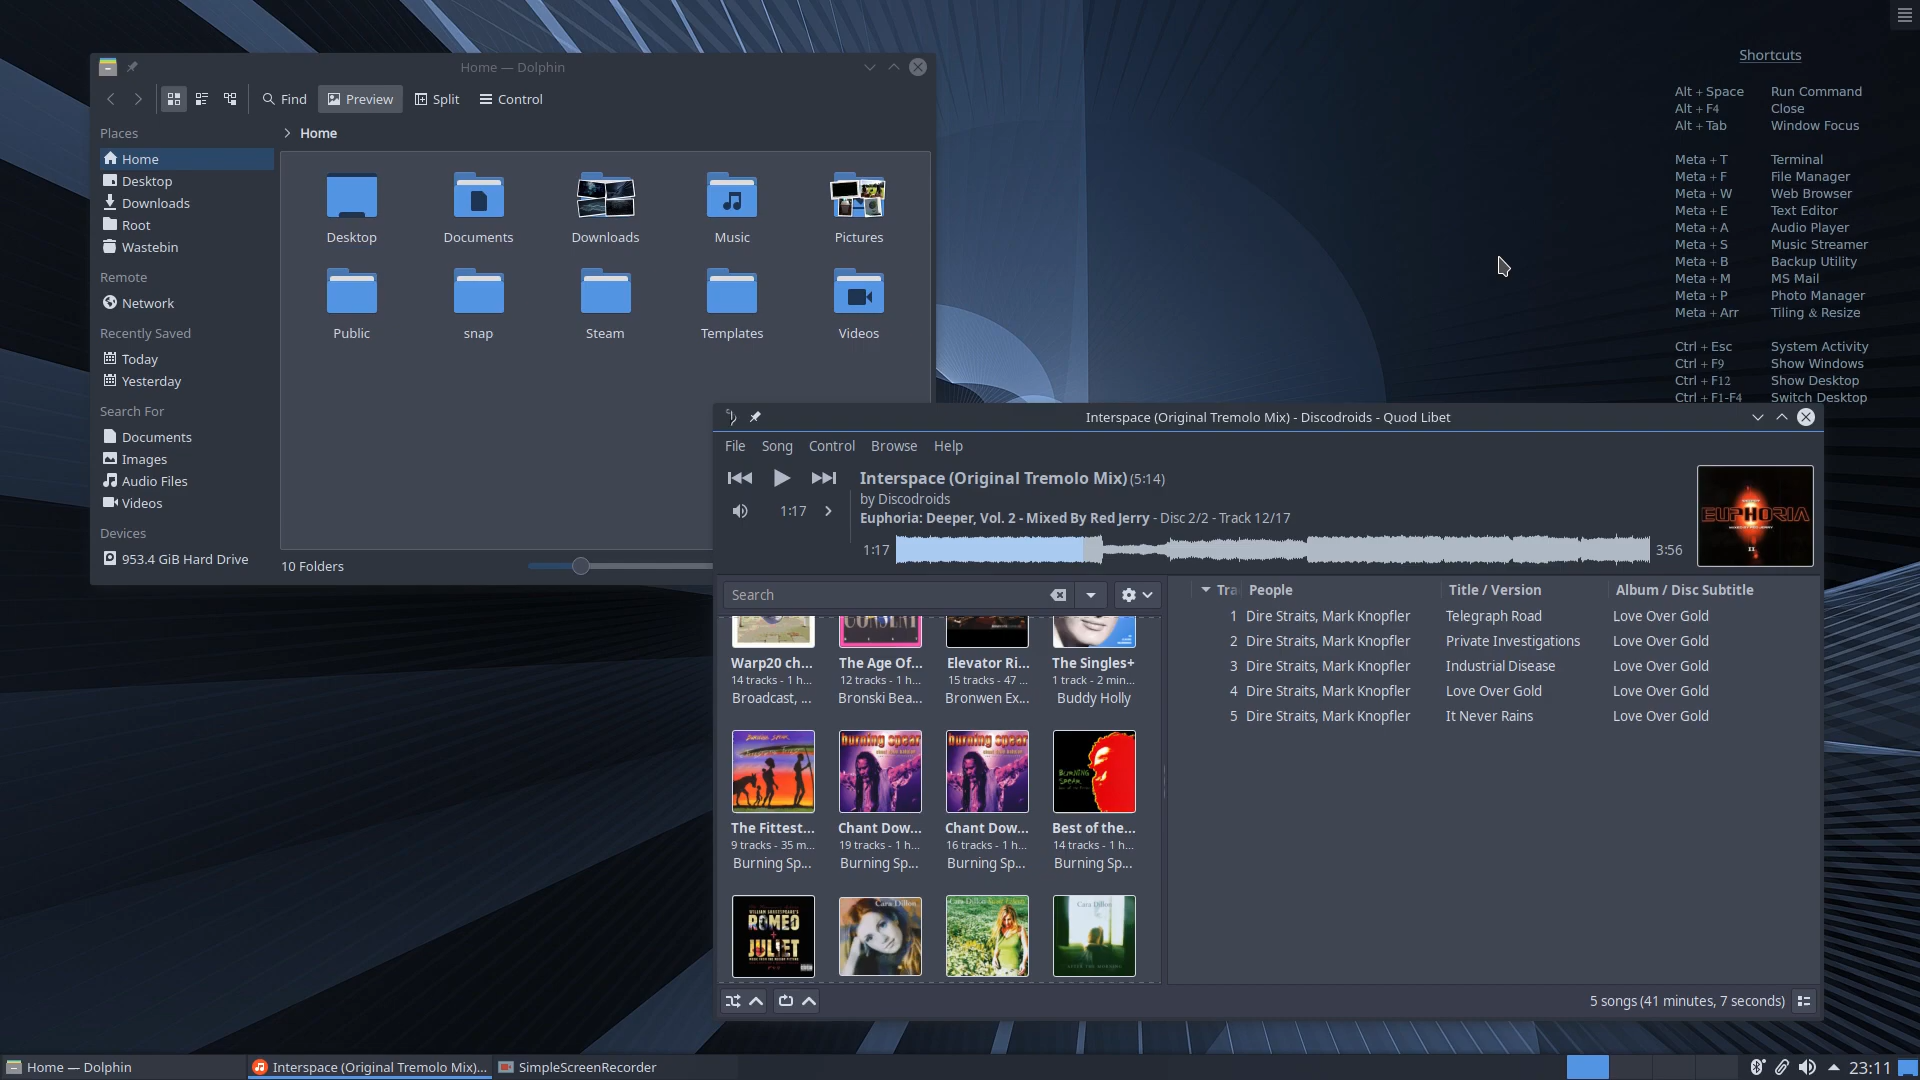 Home — Dolphin
Find
Preview
Split
Control
Places
Home
Desktop
Downloads
Root
Wastebin
Remote
Network
Recently Saved
Today
Yesterday
Search For
Documents
Images
Audio Files
Videos
Devices
953.4 GiB Hard Drive
Home
Desktop Documents Downloads Music Pictures
Public snap Steam Templates Videos
10 Folders
Shortcuts
Alt + Space Run Command
Alt + F4 Close
Alt + Tab Window Focus
Meta + T Terminal
Meta + F File Manager
Meta + W Web Browser
Meta + E Text Editor
Meta + A Audio Player
Meta + S Music Streamer
Meta + B Backup Utility
Meta + M MS Mail
Meta + P Photo Manager
Meta + Arr Tiling & Resize
Ctrl + Esc System Activity
Ctrl + F9 Show Windows
Ctrl + F12 Show Desktop
Ctrl + F1-F4 Switch Desktop
Interspace (Original Tremolo Mix) - Discodroids - Quod Libet
File Song Control Browse Help
Interspace (Original Tremolo Mix) (5:14)
by Discodroids
1:17
Euphoria: Deeper, Vol. 2 - Mixed By Red Jerry - Disc 2/2 - Track 12/17
1:17 3:56
EUPHORIA
II
Search
Warp20 ch... The Age Of... Elevator Ri... The Singles+
14 tracks - 1 h... 12 tracks - 1 h... 15 tracks - 47 ... 1 track - 2 min...
Broadcast, ... Bronski Bea... Bronwen Ex... Buddy Holly
The Fittest... Chant Dow... Chant Dow... Best of the...
9 tracks - 35 m... 19 tracks - 1 h... 16 tracks - 1 h... 14 tracks - 1 h...
Burning Sp... Burning Sp... Burning Sp... Burning Sp...
ROMEO
+
JULIET
Cara Dillon
Cara Dillon
Cara Dillon
Tra People Title / Version Album / Disc Subtitle
1 Dire Straits, Mark Knopfler Telegraph Road Love Over Gold
2 Dire Straits, Mark Knopfler Private Investigations Love Over Gold
3 Dire Straits, Mark Knopfler Industrial Disease Love Over Gold
4 Dire Straits, Mark Knopfler Love Over Gold Love Over Gold
5 Dire Straits, Mark Knopfler It Never Rains Love Over Gold
5 songs (41 minutes, 7 seconds)
Home — Dolphin
Interspace (Original Tremolo Mix)...
SimpleScreenRecorder
23:11